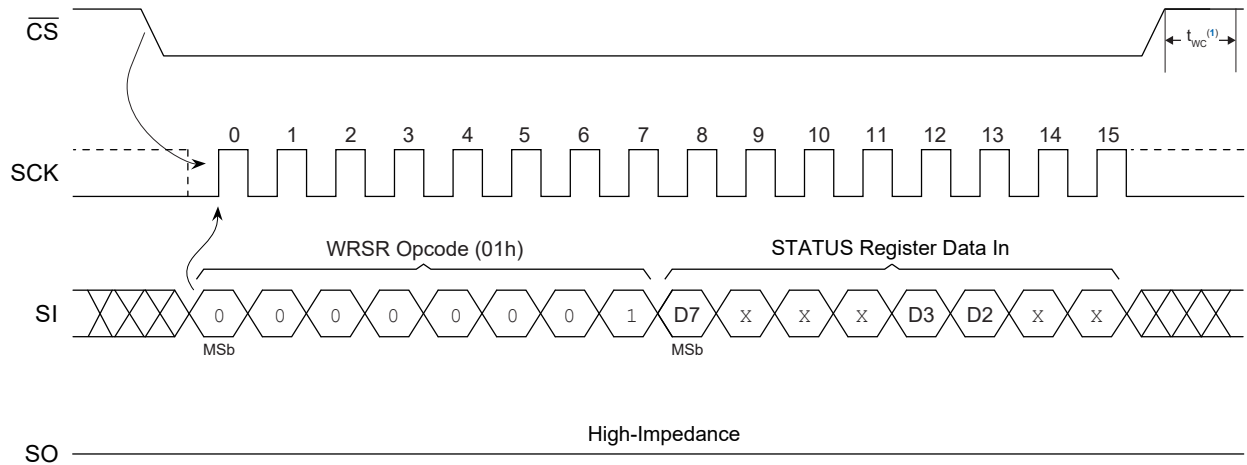 CS
t_WC(1)
0 1 2 3 4 5 6 7 8 9 10 11 12 13 14 15
SCK
WRSR Opcode (01h) STATUS Register Data In
SI 0 0 0 0 0 0 0 1 D7 X X X D3 D2 X X
MSb MSb
High-Impedance
SO